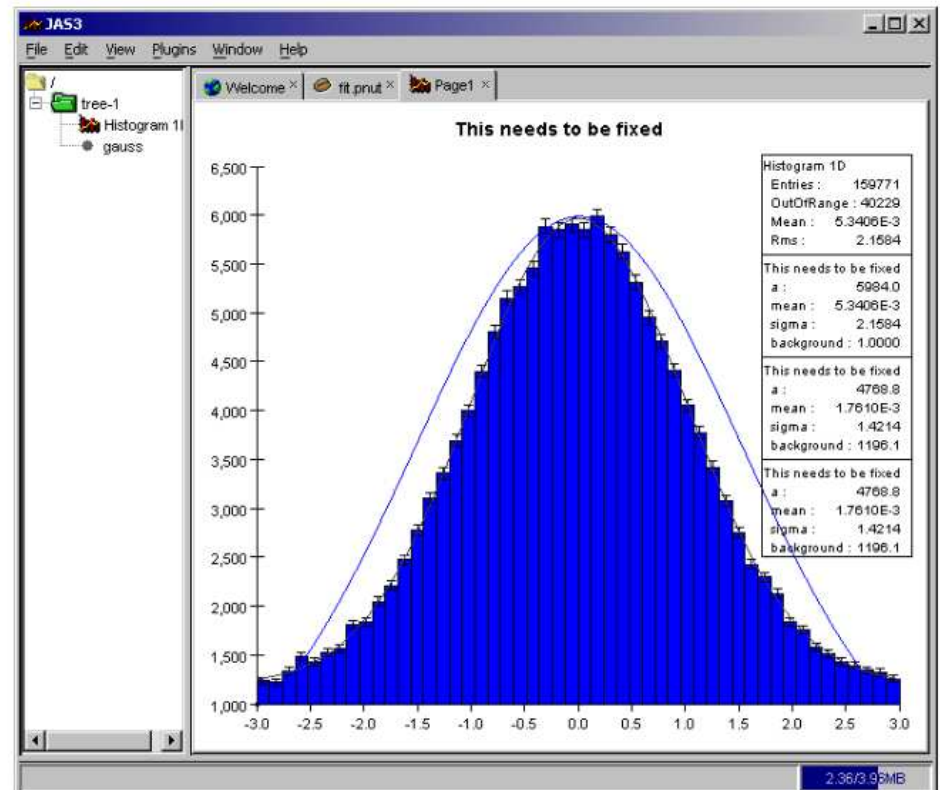 JAS3
File Edit View Plugins Window Help
/
tree-1
Histogram 1
gauss
Welcome × fit.pnut × Page1 ×
This needs to be fixed
6,500
6,000
5,500
5,000
4,500
4,000
3,500
3,000
2,500
2,000
1,500
1,000
-3.0 -2.5 -2.0 -1.5 -1.0 -0.5 0.0 0.5 1.0 1.5 2.0 2.5 3.0
Histogram 1D
Entries : 159771
OutOfRange : 40229
Mean : 5.3406E-3
Rms : 2.1584
This needs to be fixed
a : 5984.0
mean : 5.3406E-3
sigma : 2.1584
background : 1.0000
This needs to be fixed
a : 4768.8
mean : 1.7610E-3
sigma : 1.4214
background : 1196.1
This needs to be fixed
a : 4768.8
mean : 1.7610E-3
sigma : 1.4214
background : 1196.1
2.36/3.96MB